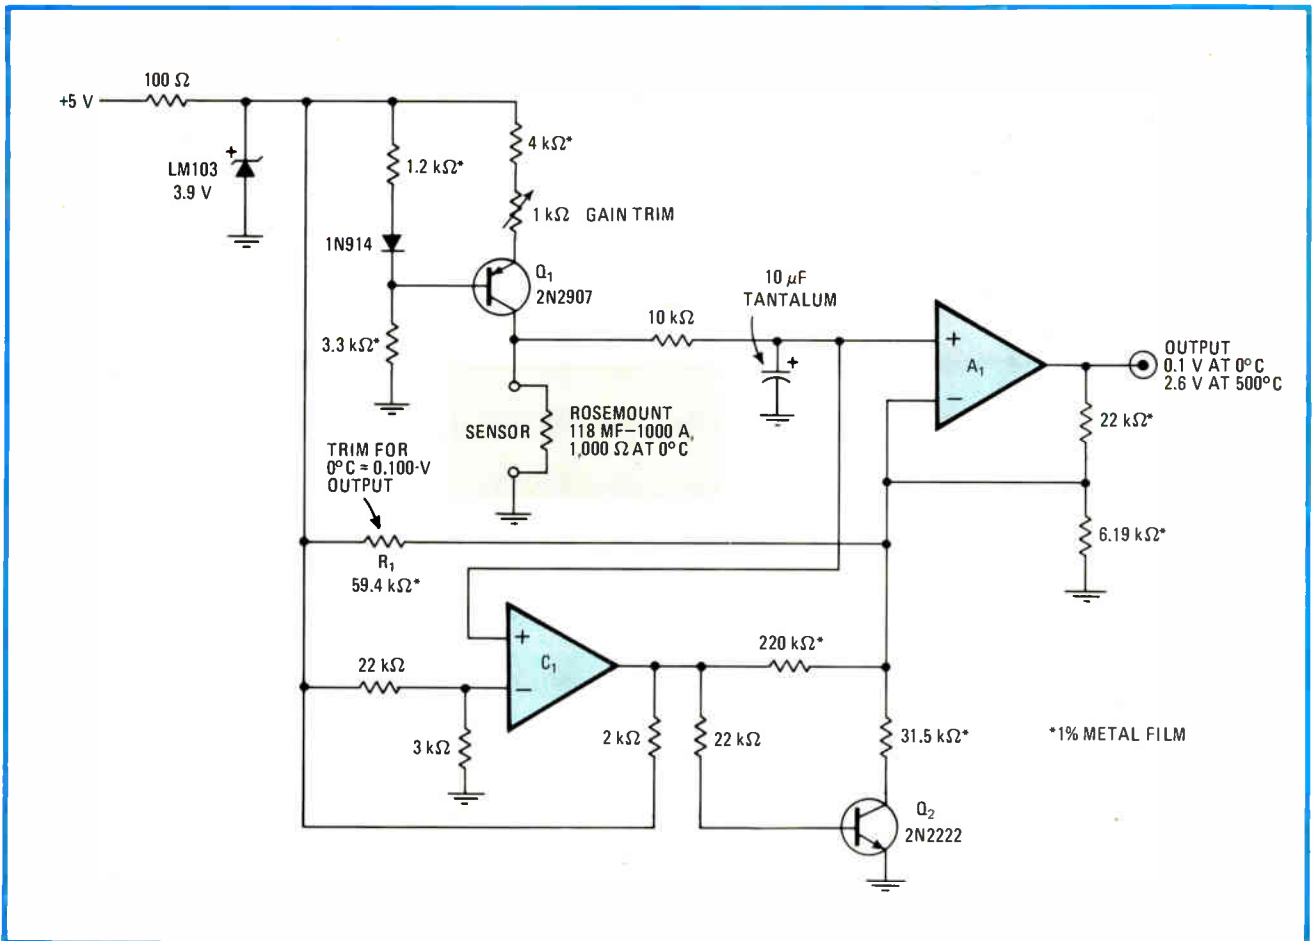 +5 V
100 Ω
LM103
3.9 V
+
1.2 kΩ*
4 kΩ*
1 kΩ GAIN TRIM
1N914
Q1
2N2907
3.3 kΩ*
10 kΩ
10 μF
TANTALUM
+
+
A1
−
OUTPUT
0.1 V AT 0°C
2.6 V AT 500°C
22 kΩ*
6.19 kΩ*
SENSOR
ROSEMOUNT
118 MF–1000 A,
1,000 Ω AT 0°C
TRIM FOR
0°C = 0.100-V
OUTPUT
R1
59.4 kΩ*
22 kΩ
3 kΩ
+
C1
−
2 kΩ
22 kΩ
220 kΩ*
31.5 kΩ*
Q2
2N2222
*1% METAL FILM